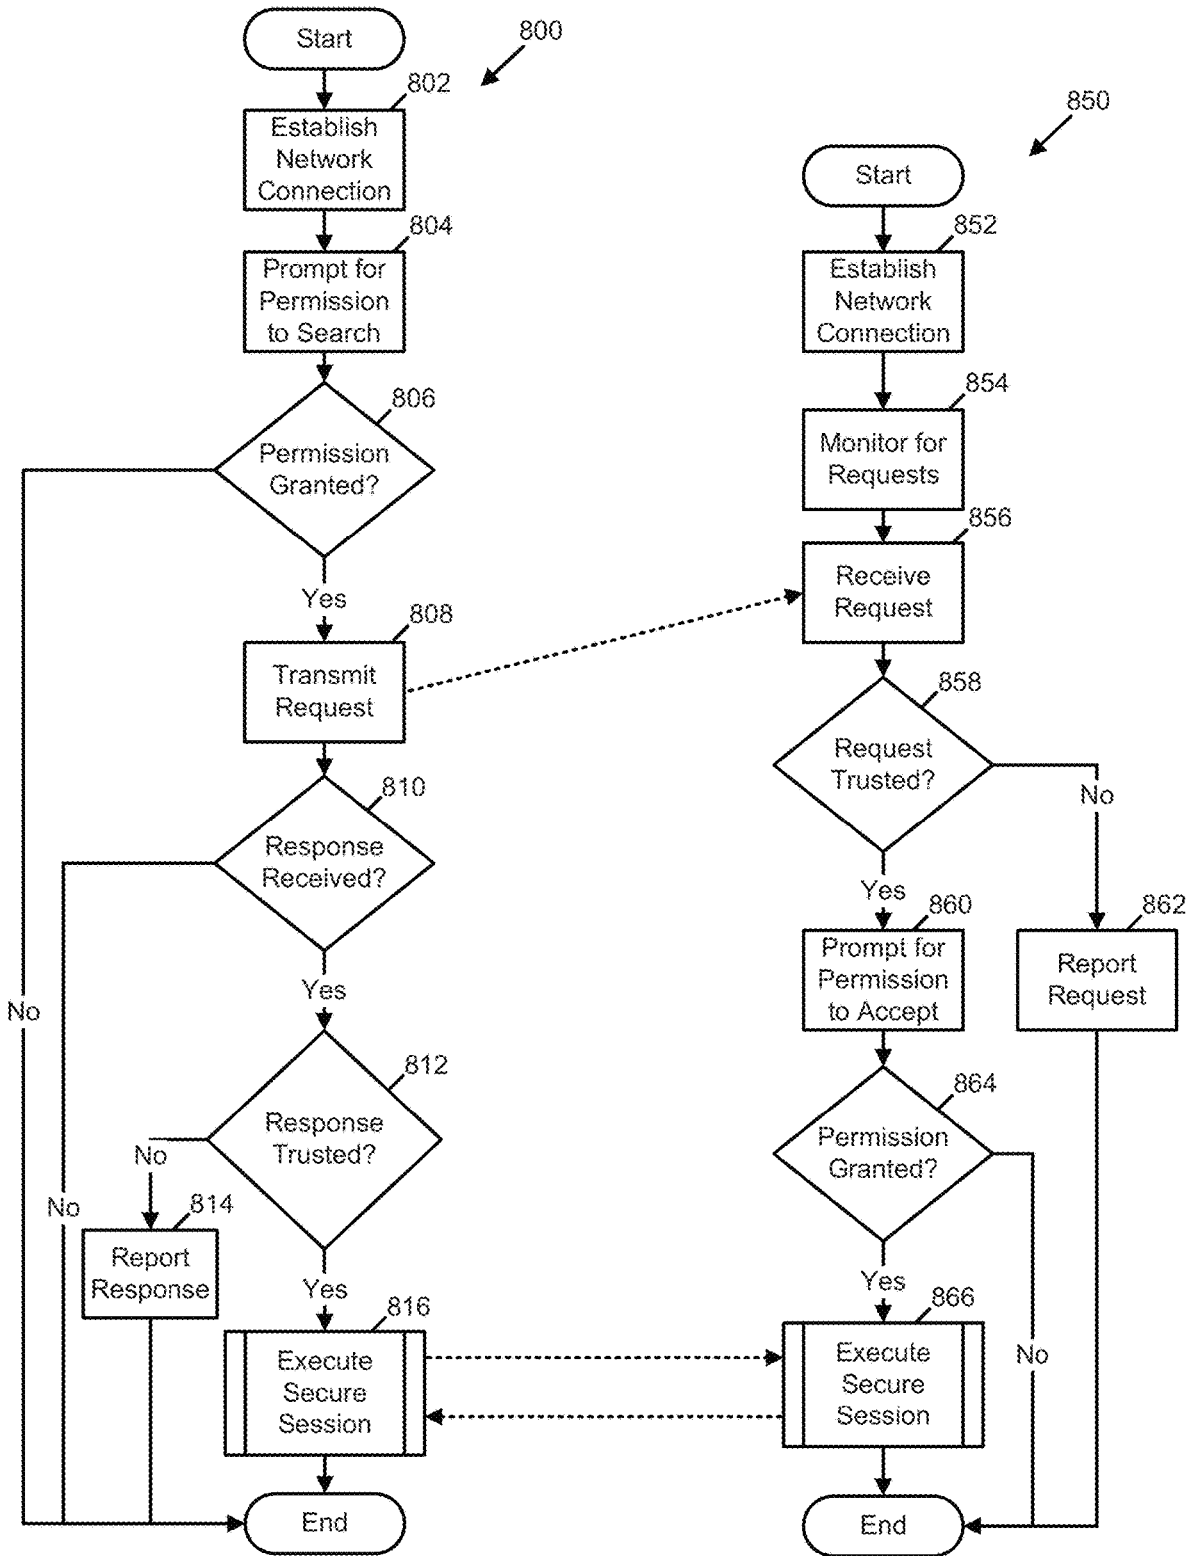 Start
800
802
Establish
Network
Connection
804
Prompt for
Permission
to Search
806
Permission
Granted?
Yes
808
Transmit
Request
810
Response
Received?
Yes
No
812
Response
Trusted?
No
No
814
Report
Response
Yes
816
Execute
Secure
Session
End
850
Start
852
Establish
Network
Connection
854
Monitor for
Requests
856
Receive
Request
858
Request
Trusted?
No
Yes
860
Prompt for
Permission
to Accept
862
Report
Request
864
Permission
Granted?
Yes
866
Execute
Secure
Session
No
End